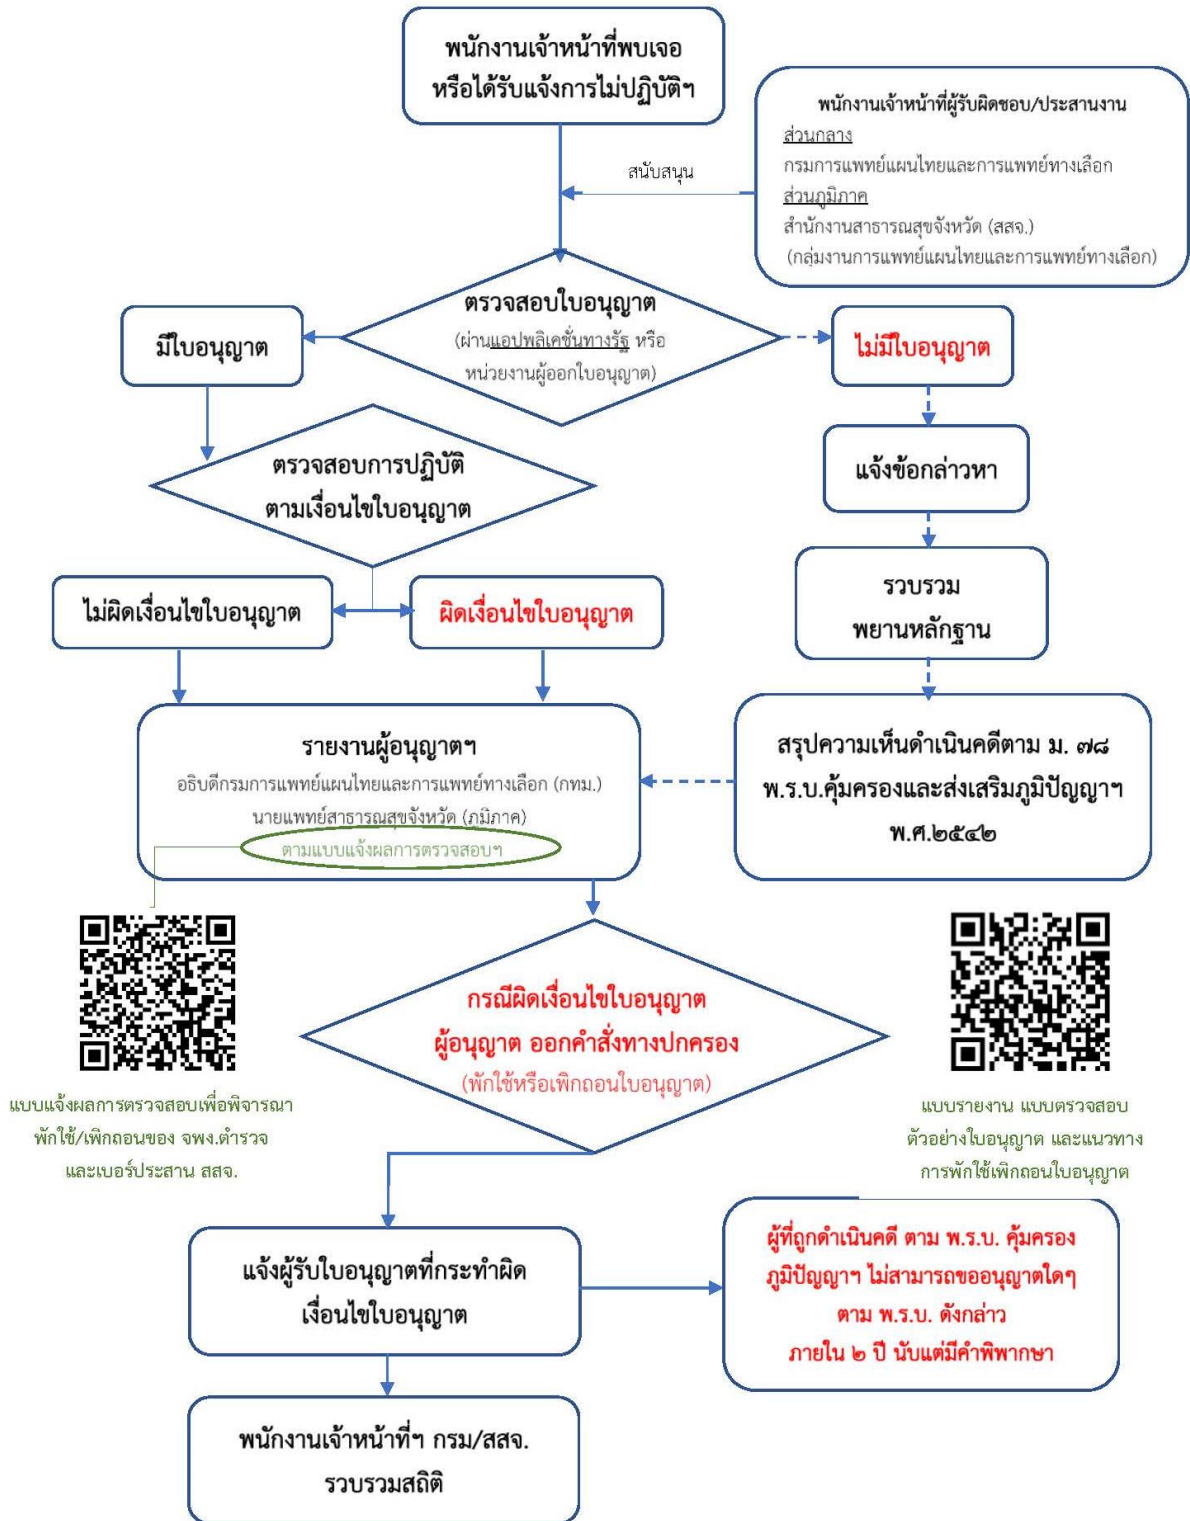 พนักงานเจ้าหน้าที่พบเจอ
หรือได้รับแจ้งการไม่ปฏิบัติฯ
พนักงานเจ้าหน้าที่ผู้รับผิดชอบ/ประสานงาน
ส่วนกลาง
กรมการแพทย์แผนไทยและการแพทย์ทางเลือก
ส่วนภูมิภาค
สำนักงานสาธารณสุขจังหวัด (สสจ.)
(กลุ่มงานการแพทย์แผนไทยและการแพทย์ทางเลือก)
สนับสนุน
ตรวจสอบใบอนุญาต
(ผ่านแอปพลิเคชั่นทางรัฐ หรือ
หน่วยงานผู้ออกใบอนุญาต)
มีใบอนุญาต
ไม่มีใบอนุญาต
ตรวจสอบการปฏิบัติ
ตามเงื่อนไขใบอนุญาต
แจ้งข้อกล่าวหา
ไม่ผิดเงื่อนไขใบอนุญาต
ผิดเงื่อนไขใบอนุญาต
รวบรวม
พยานหลักฐาน
รายงานผู้อนุญาตฯ
อธิบดีกรมการแพทย์แผนไทยและการแพทย์ทางเลือก (กทม.)
นายแพทย์สาธารณสุขจังหวัด (ภูมิภาค)
ตามแบบแจ้งผลการตรวจสอบฯ
สรุปความเห็นดำเนินคดีตาม ม. ๗๘
พ.ร.บ.คุ้มครองและส่งเสริมภูมิปัญญาฯ
พ.ศ.๒๕๔๒
กรณีผิดเงื่อนไขใบอนุญาต
ผู้อนุญาต ออกคำสั่งทางปกครอง
(พักใช้หรือเพิกถอนใบอนุญาต)
แบบแจ้งผลการตรวจสอบเพื่อพิจารณา
พักใช้/เพิกถอนของ จพง.ตำรวจ
และเบอร์ประสาน สสจ.
แบบรายงาน แบบตรวจสอบ
ตัวอย่างใบอนุญาต และแนวทาง
การพักใช้เพิกถอนใบอนุญาต
แจ้งผู้รับใบอนุญาตที่กระทำผิด
เงื่อนไขใบอนุญาต
ผู้ที่ถูกดำเนินคดี ตาม พ.ร.บ. คุ้มครอง
ภูมิปัญญาฯ ไม่สามารถขออนุญาตใดๆ
ตาม พ.ร.บ. ดังกล่าว
ภายใน ๒ ปี นับแต่มีคำพิพากษา
พนักงานเจ้าหน้าที่ฯ กรม/สสจ.
รวบรวมสถิติ